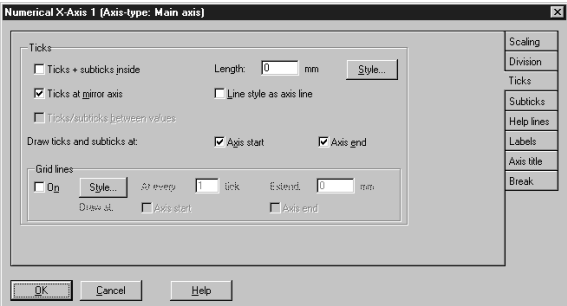 Numerical X-Axis 1 (Axis-type: Main axis)
Scaling
Division
Ticks
Subticks
Help lines
Labels
Axis title
Break
Ticks
Ticks + subticks inside
Length: 0 mm Style...
Ticks at mirror axis
Line style as axis line
Ticks/subticks between values
Draw ticks and subticks at: Axis start Axis end
Grid lines
On Style... At every 1 tick Extend. 0 mm
Draw at. Axis start Axis end
OK Cancel Help